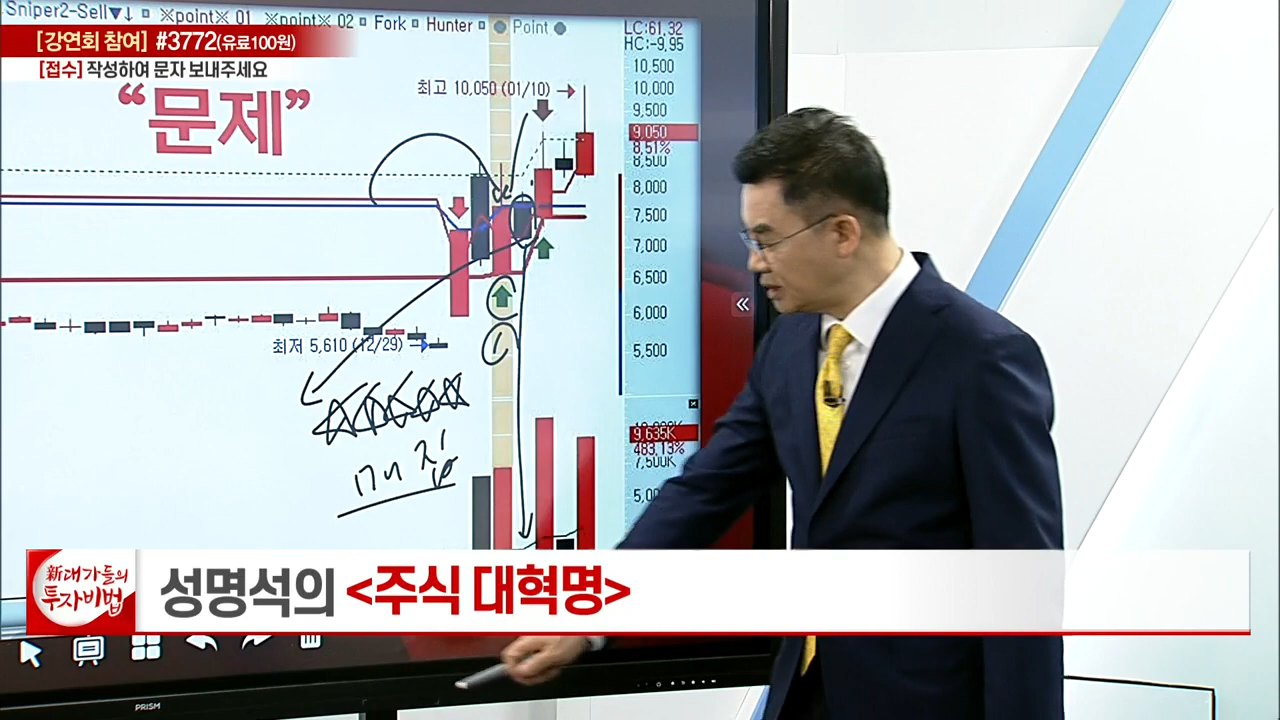 Sniper2-Sell▼↓ ※point※ 01 ※point※ 02 Fork Hunter Point
[강연회 참여] #3772(유료100원)
[접수] 작성하여 문자 보내주세요
“문제”
LC:61.32
HC:-9.95
10,500
최고 10,050 (01/10)
10,000
9,500
9,050
8.51%
8,500
8,000
7,500
7,000
6,500
6,000
최저 5,610 (12/29)
5,500
1
매집
9,635K
483.13%
7,500K
新대가들의
투자비법
성명석의 <주식 대혁명>
PRISM